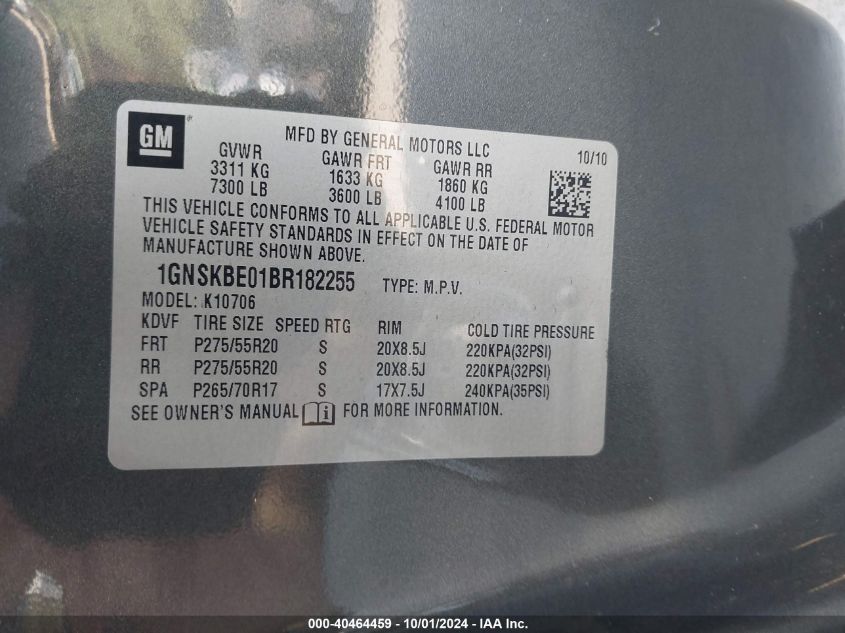 GM
MFD BY GENERAL MOTORS LLC
10/10
GVWR GAWR FRT GAWR RR
3311 KG 1633 KG 1860 KG
7300 LB 3600 LB 4100 LB
THIS VEHICLE CONFORMS TO ALL APPLICABLE U.S. FEDERAL MOTOR
VEHICLE SAFETY STANDARDS IN EFFECT ON THE DATE OF
MANUFACTURE SHOWN ABOVE.
1GNSKBE01BR182255 TYPE: M.P.V.
MODEL: K10706
KDVF TIRE SIZE SPEED RTG RIM COLD TIRE PRESSURE
FRT P275/55R20 S 20X8.5J 220KPA(32PSI)
RR P275/55R20 S 20X8.5J 220KPA(32PSI)
SPA P265/70R17 S 17X7.5J 240KPA(35PSI)
SEE OWNER'S MANUAL i FOR MORE INFORMATION.
000-40464459 - 10/01/2024 - IAA Inc.